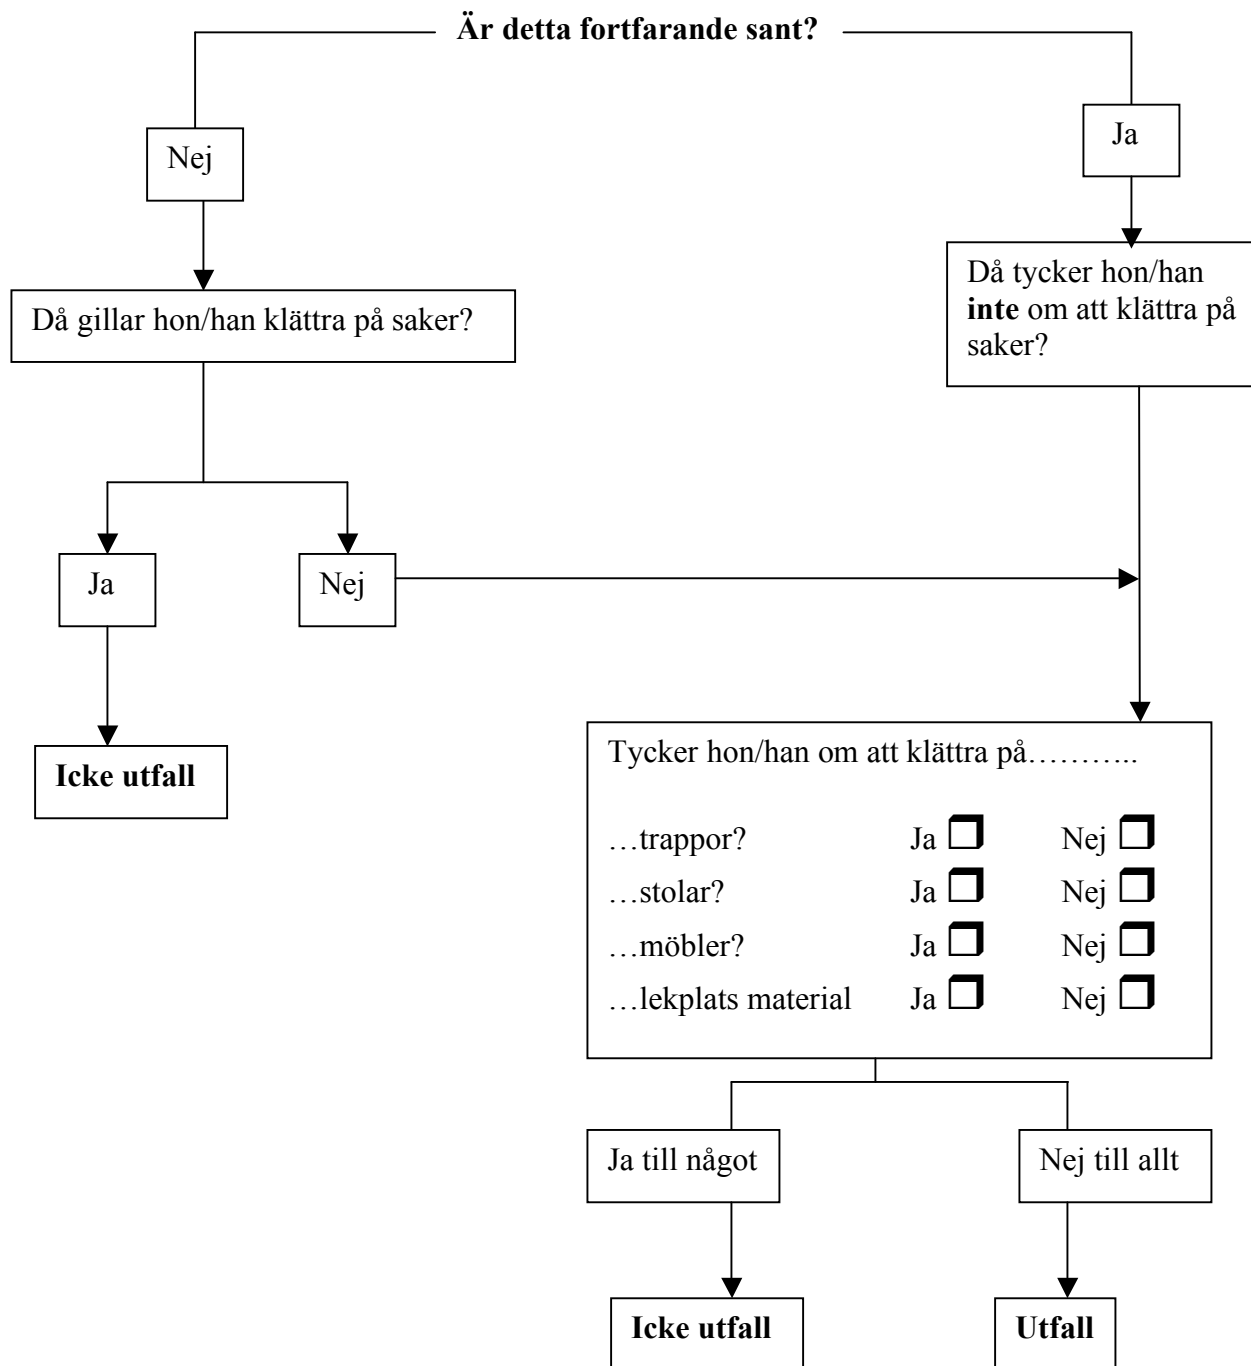 Är detta fortfarande sant?
Nej
Ja
Då gillar hon/han klättra på saker?
Då tycker hon/han
inte om att klättra på
saker?
Ja
Nej
Icke utfall
Tycker hon/han om att klättra på………..
…trappor? Ja Nej
…stolar? Ja Nej
…möbler? Ja Nej
…lekplats material Ja Nej
Ja till något
Nej till allt
Icke utfall
Utfall